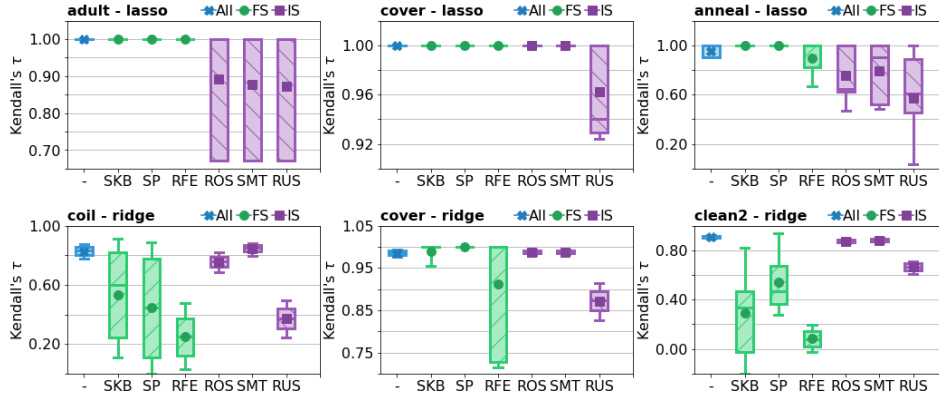 adult - lasso All FS IS
Kendall's τ
1.00
0.90
0.80
0.70
- SKB SP RFE ROS SMT RUS
cover - lasso All FS IS
Kendall's τ
1.00
0.96
0.92
- SKB SP RFE ROS SMT RUS
anneal - lasso All FS IS
Kendall's τ
1.00
0.60
0.20
- SKB SP RFE ROS SMT RUS
coil - ridge All FS IS
Kendall's τ
1.00
0.60
0.20
- SKB SP RFE ROS SMT RUS
cover - ridge All FS IS
Kendall's τ
1.05
0.95
0.85
0.75
- SKB SP RFE ROS SMT RUS
clean2 - ridge All FS IS
Kendall's τ
0.80
0.40
0.00
- SKB SP RFE ROS SMT RUS